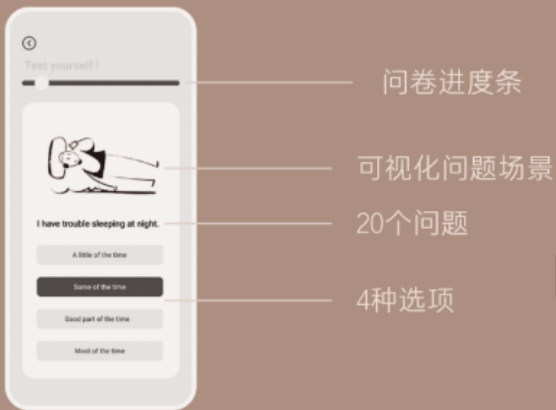 Test yourself !
问卷进度条
可视化问题场景
I have trouble sleeping at night.
20个问题
A little of the time
Some of the time
4种选项
Good part of the time
Most of the time